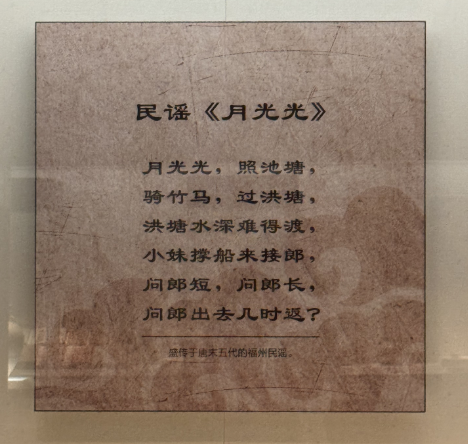 民谣《月光光》
月光光，照池塘，
骑竹马，过洪塘，
洪塘水深难得渡，
小妹撑船来接郎，
问郎短，问郎长，
问郎出去几时返？
盛传于唐末五代的福州民谣。